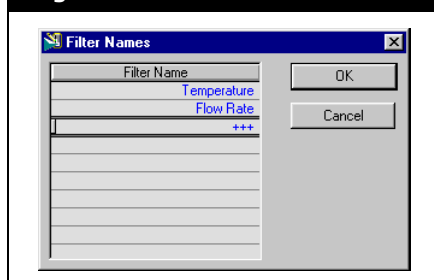 Filter Names
Filter Name
Temperature
Flow Rate
+++
OK
Cancel